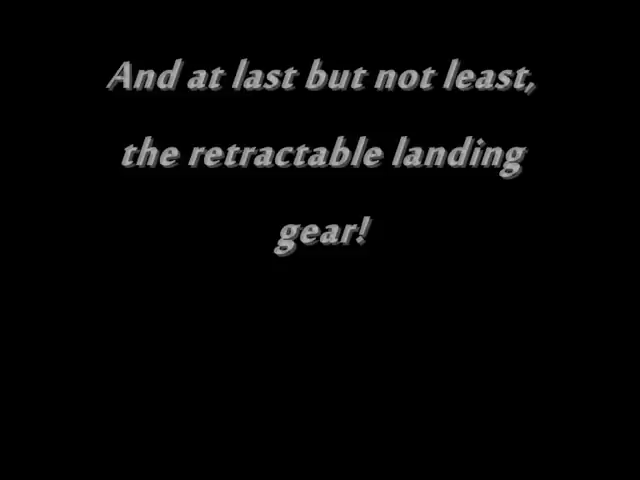 And at last but not least,
the retractable landing
gear!